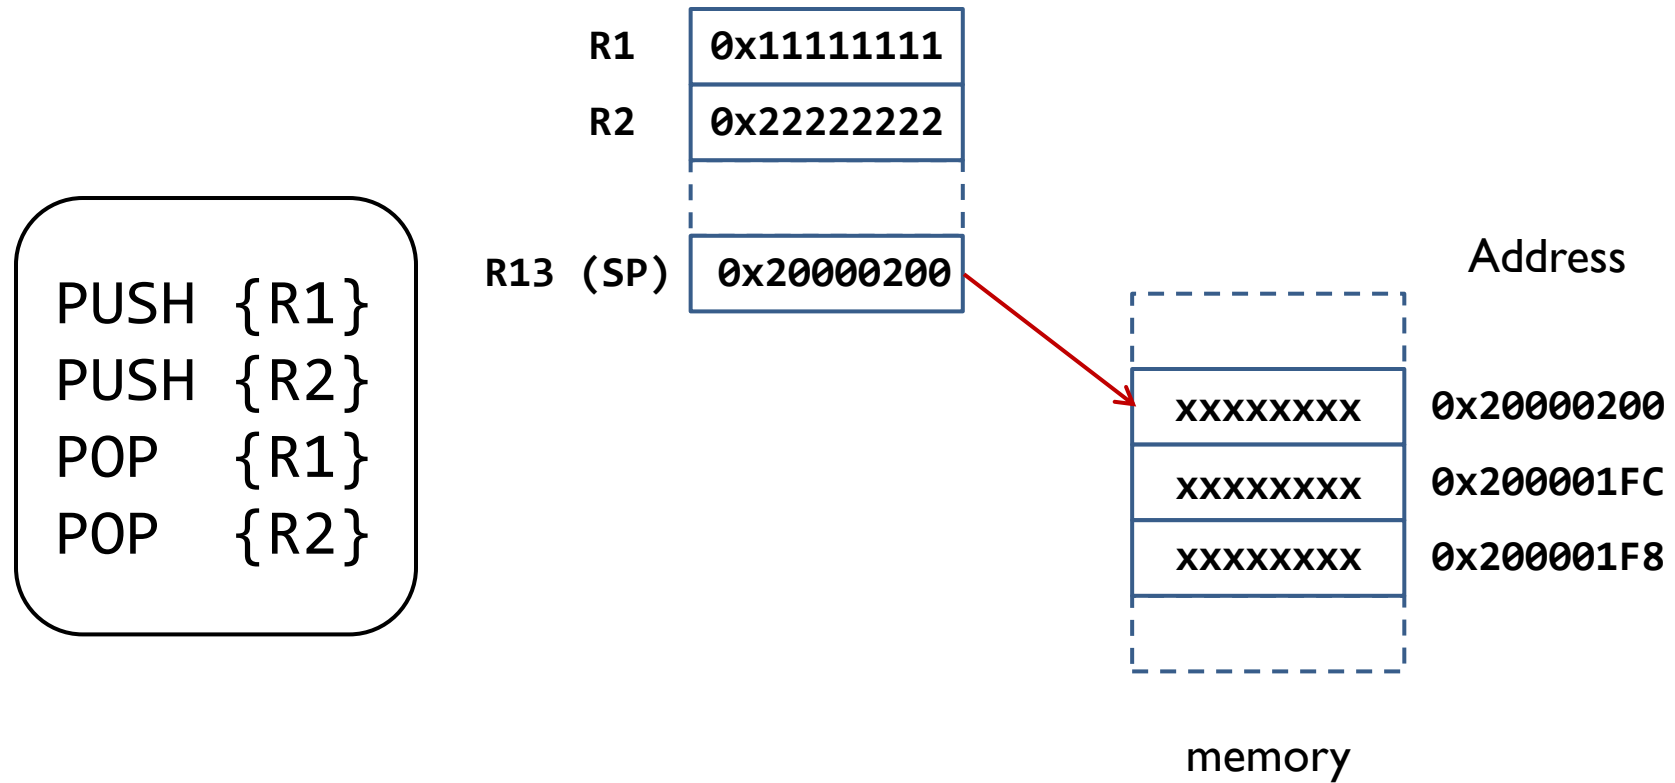 R1 0x11111111
R2 0x22222222
R13 (SP) 0x20000200
PUSH {R1}
PUSH {R2}
POP {R1}
POP {R2}
Address
xxxxxxxx 0x20000200
xxxxxxxx 0x200001FC
xxxxxxxx 0x200001F8
memory